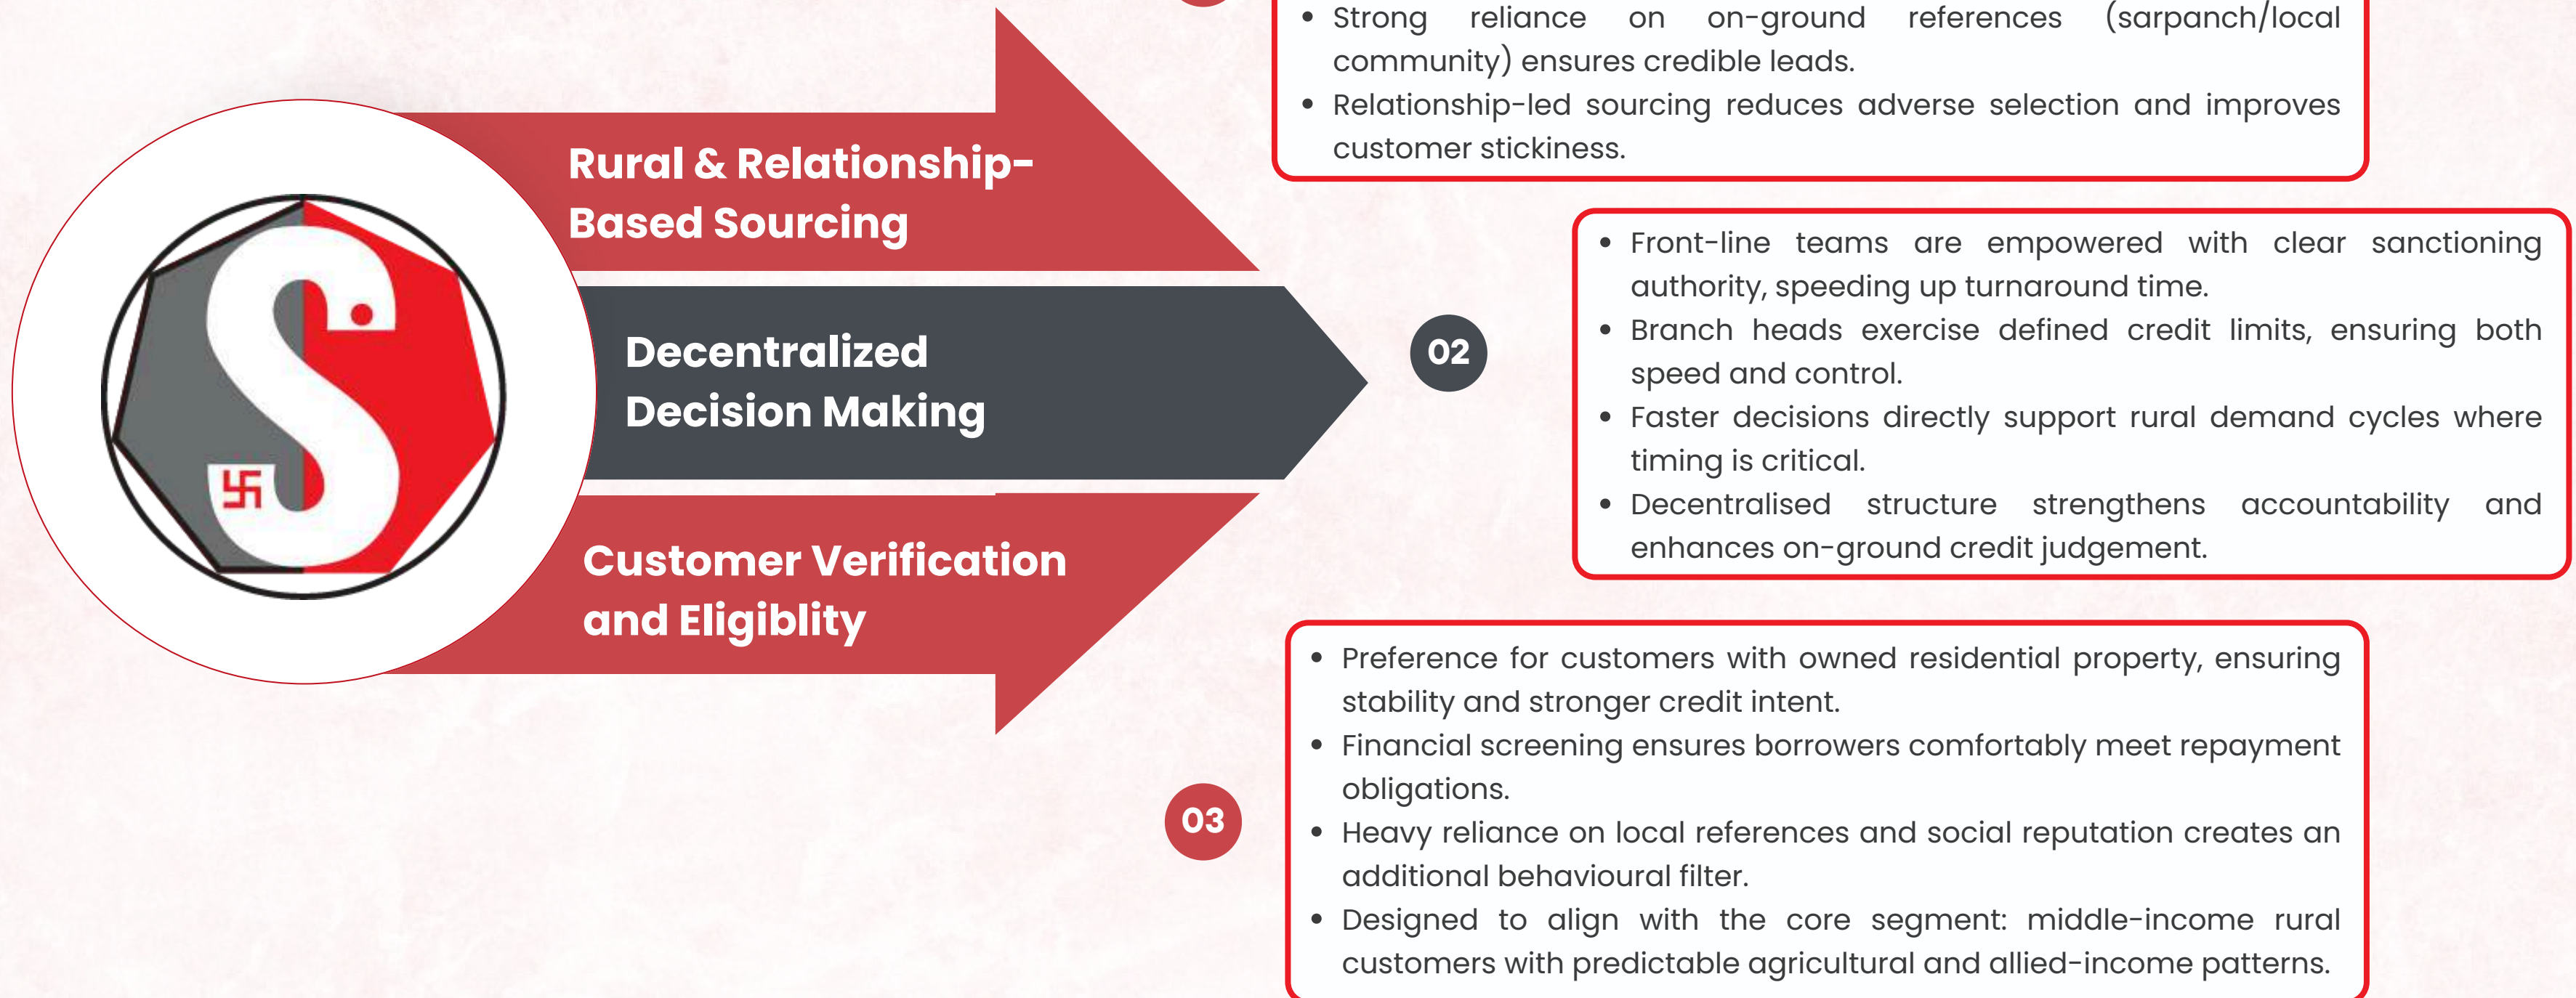 • Strong reliance on on-ground references (sarpanch/local
community) ensures credible leads.
• Relationship-led sourcing reduces adverse selection and improves
customer stickiness.
Rural & Relationship-
Based Sourcing
Decentralized
Decision Making
02
• Front-line teams are empowered with clear sanctioning
authority, speeding up turnaround time.
• Branch heads exercise defined credit limits, ensuring both
speed and control.
• Faster decisions directly support rural demand cycles where
timing is critical.
• Decentralised structure strengthens accountability and
enhances on-ground credit judgement.
Customer Verification
and Eligiblity
03
• Preference for customers with owned residential property, ensuring
stability and stronger credit intent.
• Financial screening ensures borrowers comfortably meet repayment
obligations.
• Heavy reliance on local references and social reputation creates an
additional behavioural filter.
• Designed to align with the core segment: middle-income rural
customers with predictable agricultural and allied-income patterns.